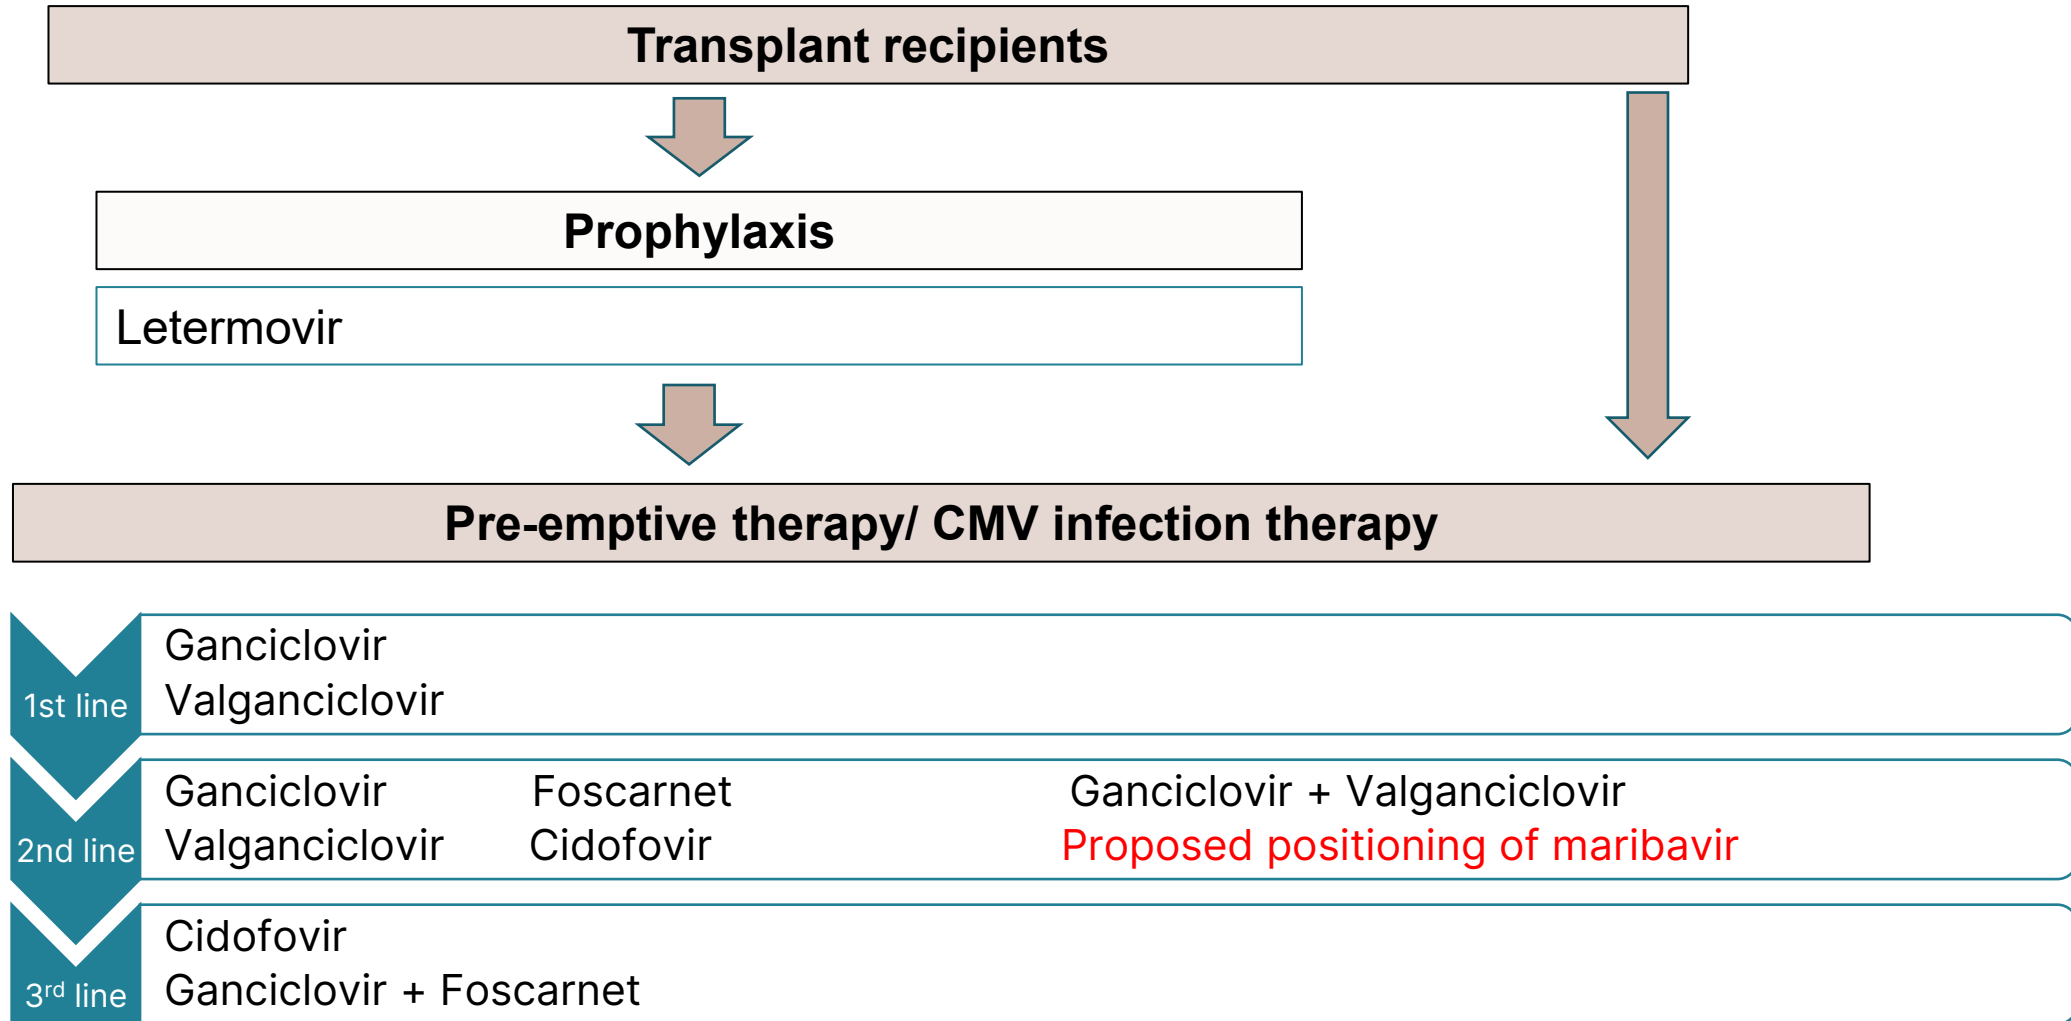 Transplant recipients
Prophylaxis
Letermovir
Pre-emptive therapy/ CMV infection therapy
1st line
Ganciclovir
Valganciclovir
2nd line
Ganciclovir Foscarnet Ganciclovir + Valganciclovir
Valganciclovir Cidofovir Proposed positioning of maribavir
3rd line
Cidofovir
Ganciclovir + Foscarnet